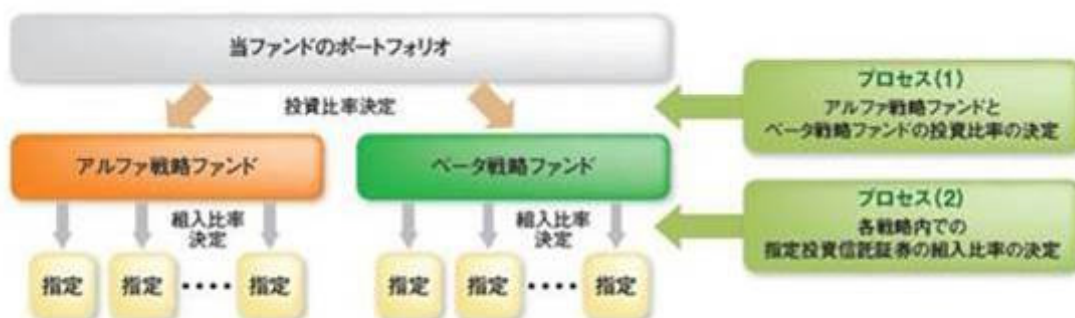 当ファンドのポートフォリオ
投資比率決定
アルファ戦略ファンド
ベータ戦略ファンド
組入比率
決定
組入比率
決定
指定
指定
‥‥
指定
指定
指定
‥‥
指定
プロセス(1)
アルファ戦略ファンドと
ベータ戦略ファンドの投資比率の決定
プロセス(2)
各戦略内での
指定投資信託証券の組入比率の決定